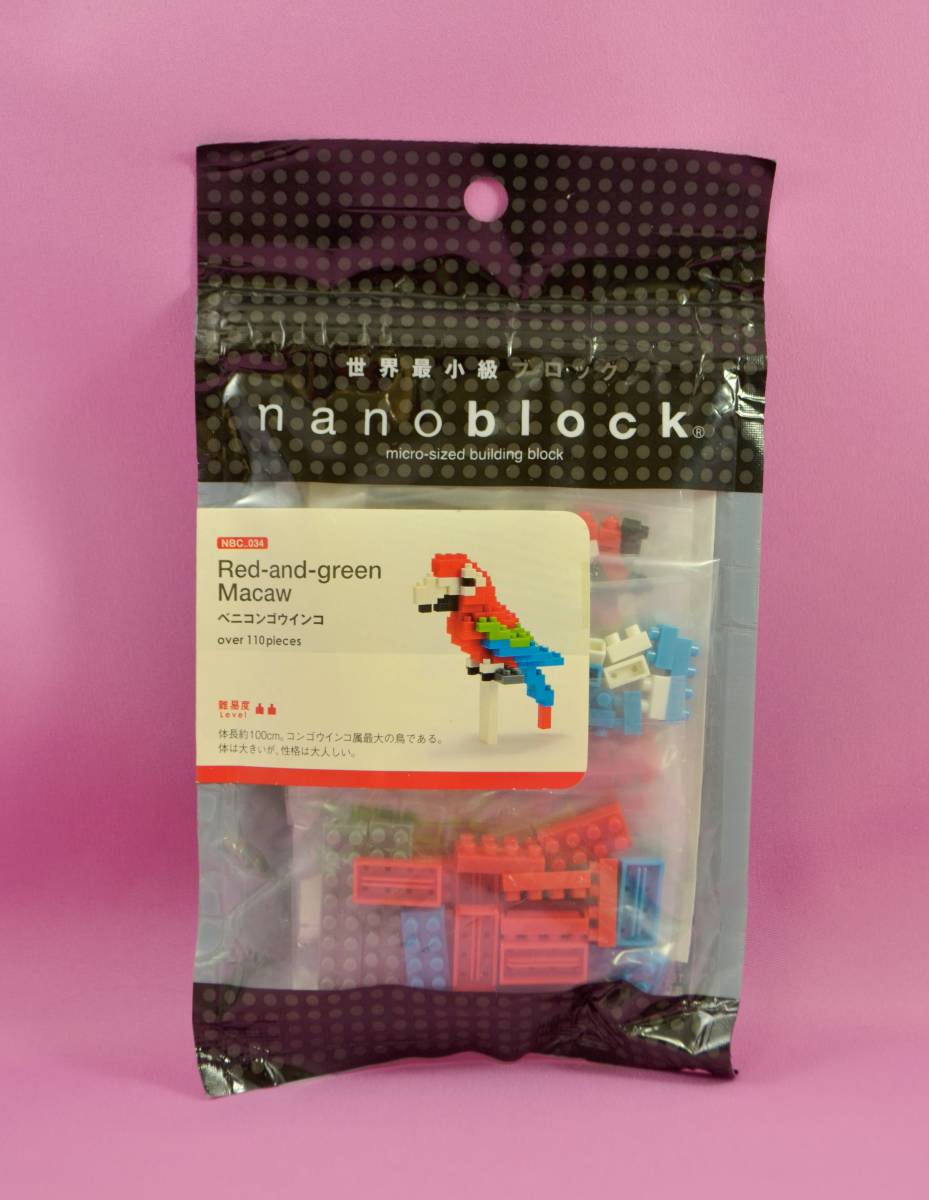 世界最小級ブロック
nanoblock®
micro-sized building block
NBC_034
Red-and-green
Macaw
ベニコンゴウインコ
over 110pieces
難易度
Level
体長約100cm。コンゴウインコ属最大の鳥である。
体は大きいが、性格は大人しい。